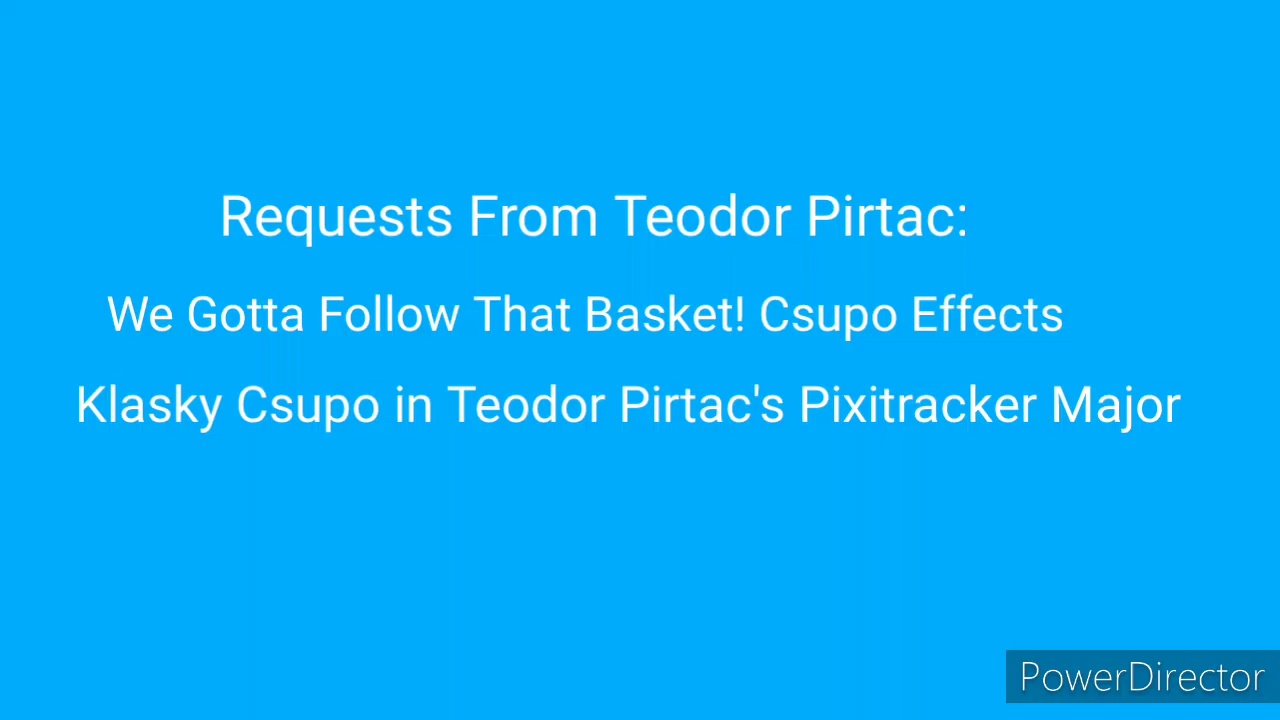 Requests From Teodor Pirtac:
We Gotta Follow That Basket! Csupo Effects
Klasky Csupo in Teodor Pirtac's Pixitracker Major
PowerDirector